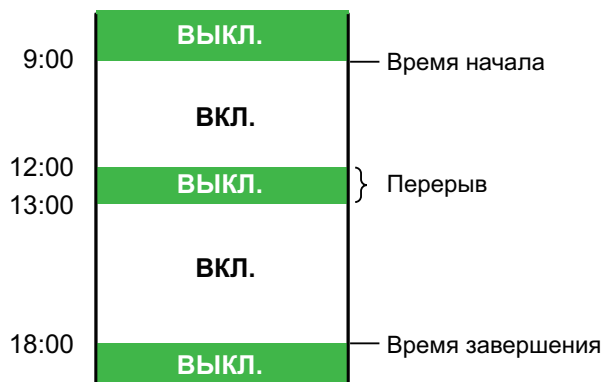 ВЫКЛ.
9:00
Время начала
ВКЛ.
12:00
ВЫКЛ.
Перерыв
13:00
ВКЛ.
18:00
Время завершения
ВЫКЛ.